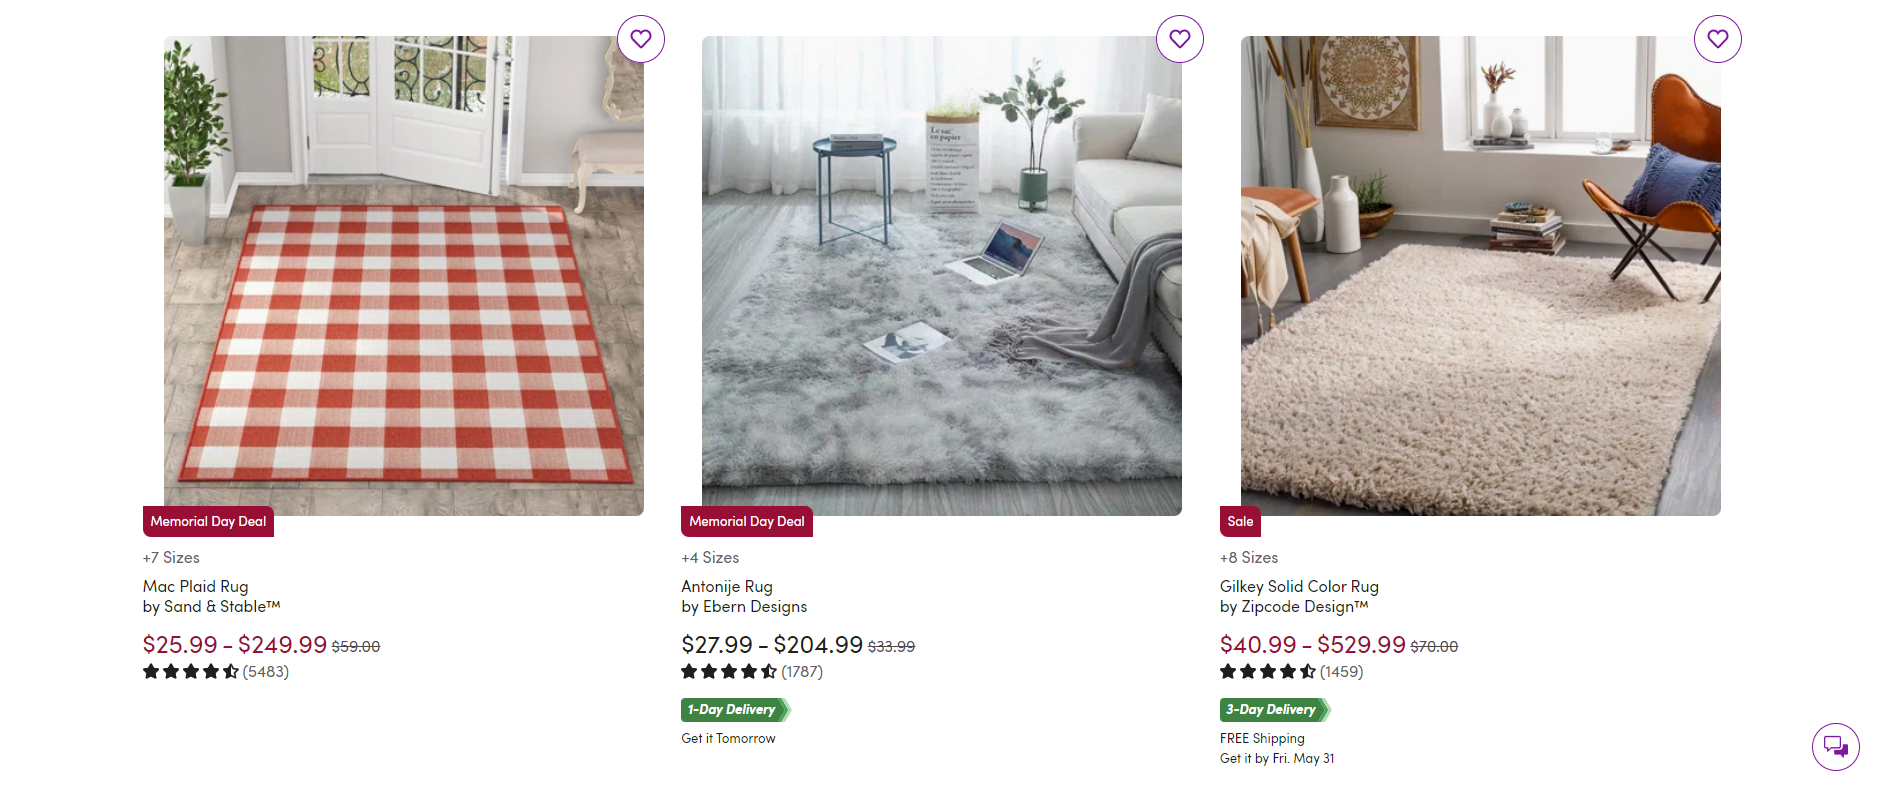 Le sac
en papier
Memorial Day Deal
+7 Sizes
Mac Plaid Rug
by Sand & Stable™
$25.99 - $249.99 $59.00
(5483)
Memorial Day Deal
+4 Sizes
Antonije Rug
by Ebern Designs
$27.99 - $204.99 $33.99
(1787)
1-Day Delivery
Get it Tomorrow
Sale
+8 Sizes
Gilkey Solid Color Rug
by Zipcode Design™
$40.99 - $529.99 $70.00
(1459)
3-Day Delivery
FREE Shipping
Get it by Fri. May 31